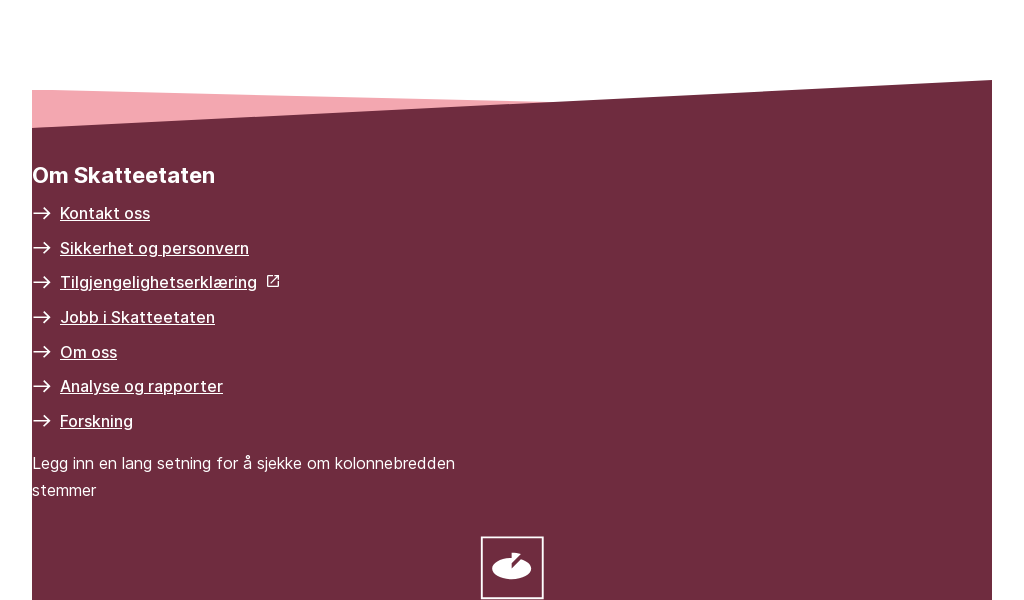 Om Skatteetaten
Kontakt oss
Sikkerhet og personvern
Tilgjengelighetserklæring
Jobb i Skatteetaten
Om oss
Analyse og rapporter
Forskning
Legg inn en lang setning for å sjekke om kolonnebredden
stemmer